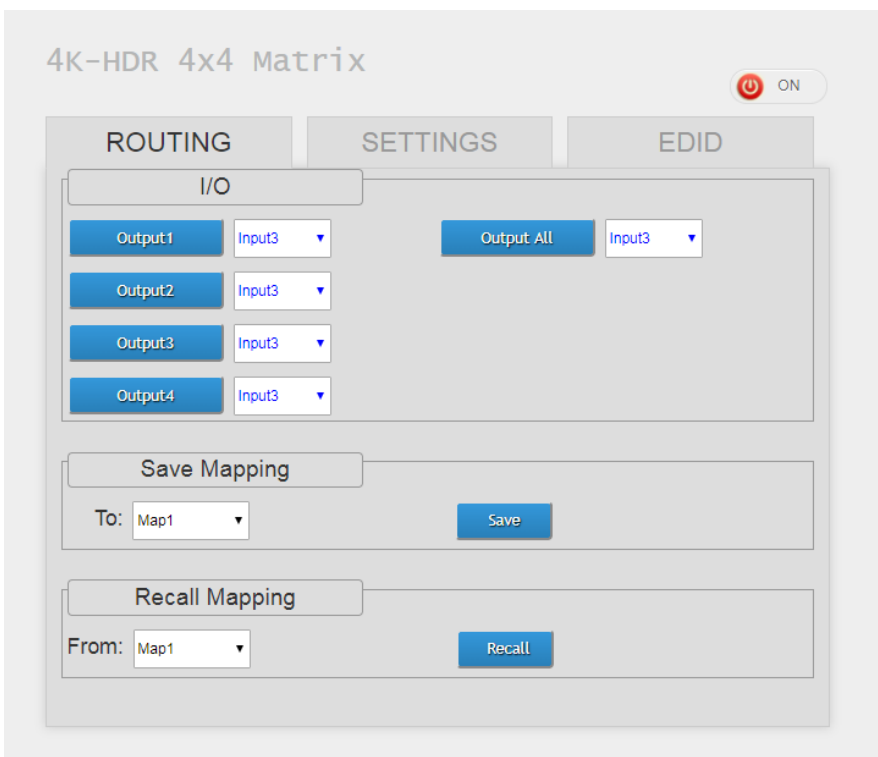 4K-HDR 4x4 Matrix
ON
ROUTING SETTINGS EDID
I/O
Output1 Input3 Output All Input3
Output2 Input3
Output3 Input3
Output4 Input3
Save Mapping
To: Map1 Save
Recall Mapping
From: Map1 Recall